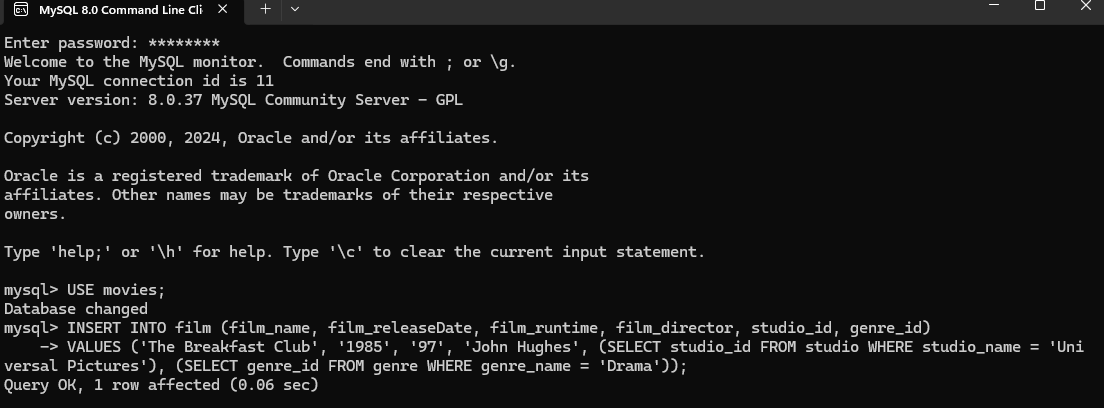 MySQL 8.0 Command Line Cli
Enter password: ********
Welcome to the MySQL monitor.  Commands end with ; or \g.
Your MySQL connection id is 11
Server version: 8.0.37 MySQL Community Server - GPL
Copyright (c) 2000, 2024, Oracle and/or its affiliates.
Oracle is a registered trademark of Oracle Corporation and/or its
affiliates. Other names may be trademarks of their respective
owners.
Type 'help;' or '\h' for help. Type '\c' to clear the current input statement.
mysql> USE movies;
Database changed
mysql> INSERT INTO film (film_name, film_releaseDate, film_runtime, film_director, studio_id, genre_id)
    -> VALUES ('The Breakfast Club', '1985', '97', 'John Hughes', (SELECT studio_id FROM studio WHERE studio_name = 'Uni
versal Pictures'), (SELECT genre_id FROM genre WHERE genre_name = 'Drama'));
Query OK, 1 row affected (0.06 sec)